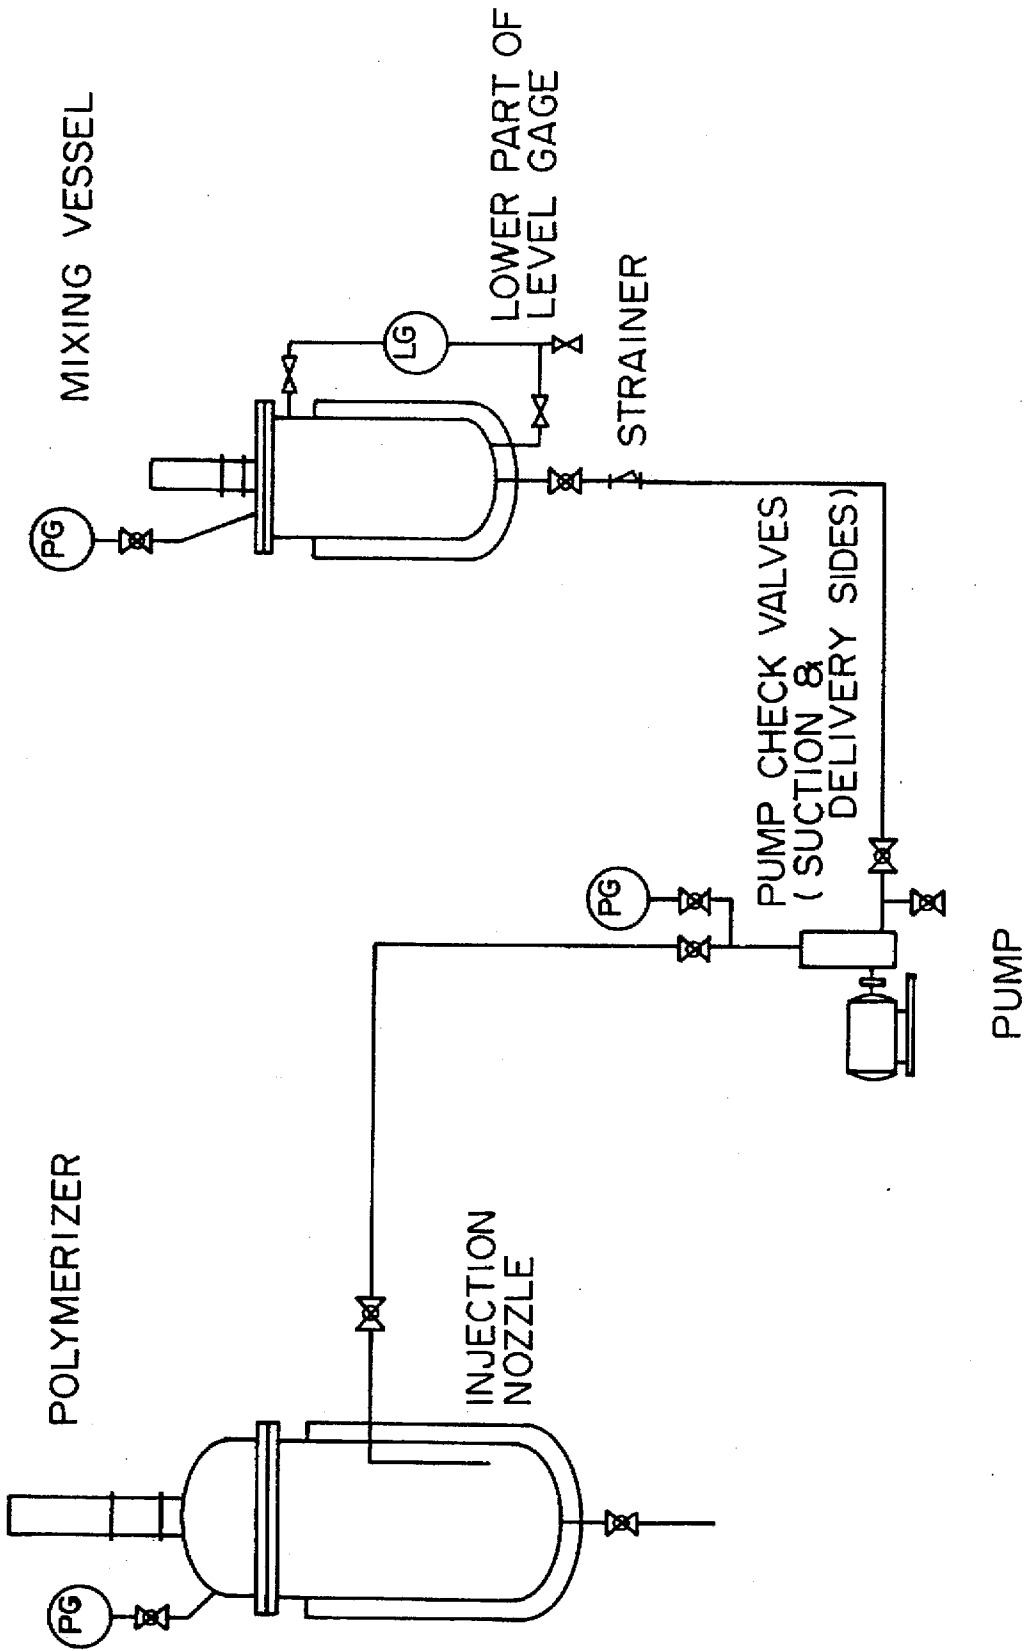 POLYMERIZER
MIXING VESSEL
PG
PG
LG
LOWER PART OF
LEVEL GAGE
INJECTION
NOZZLE
PG
STRAINER
PUMP CHECK VALVES
(SUCTION &
DELIVERY SIDES)
PUMP